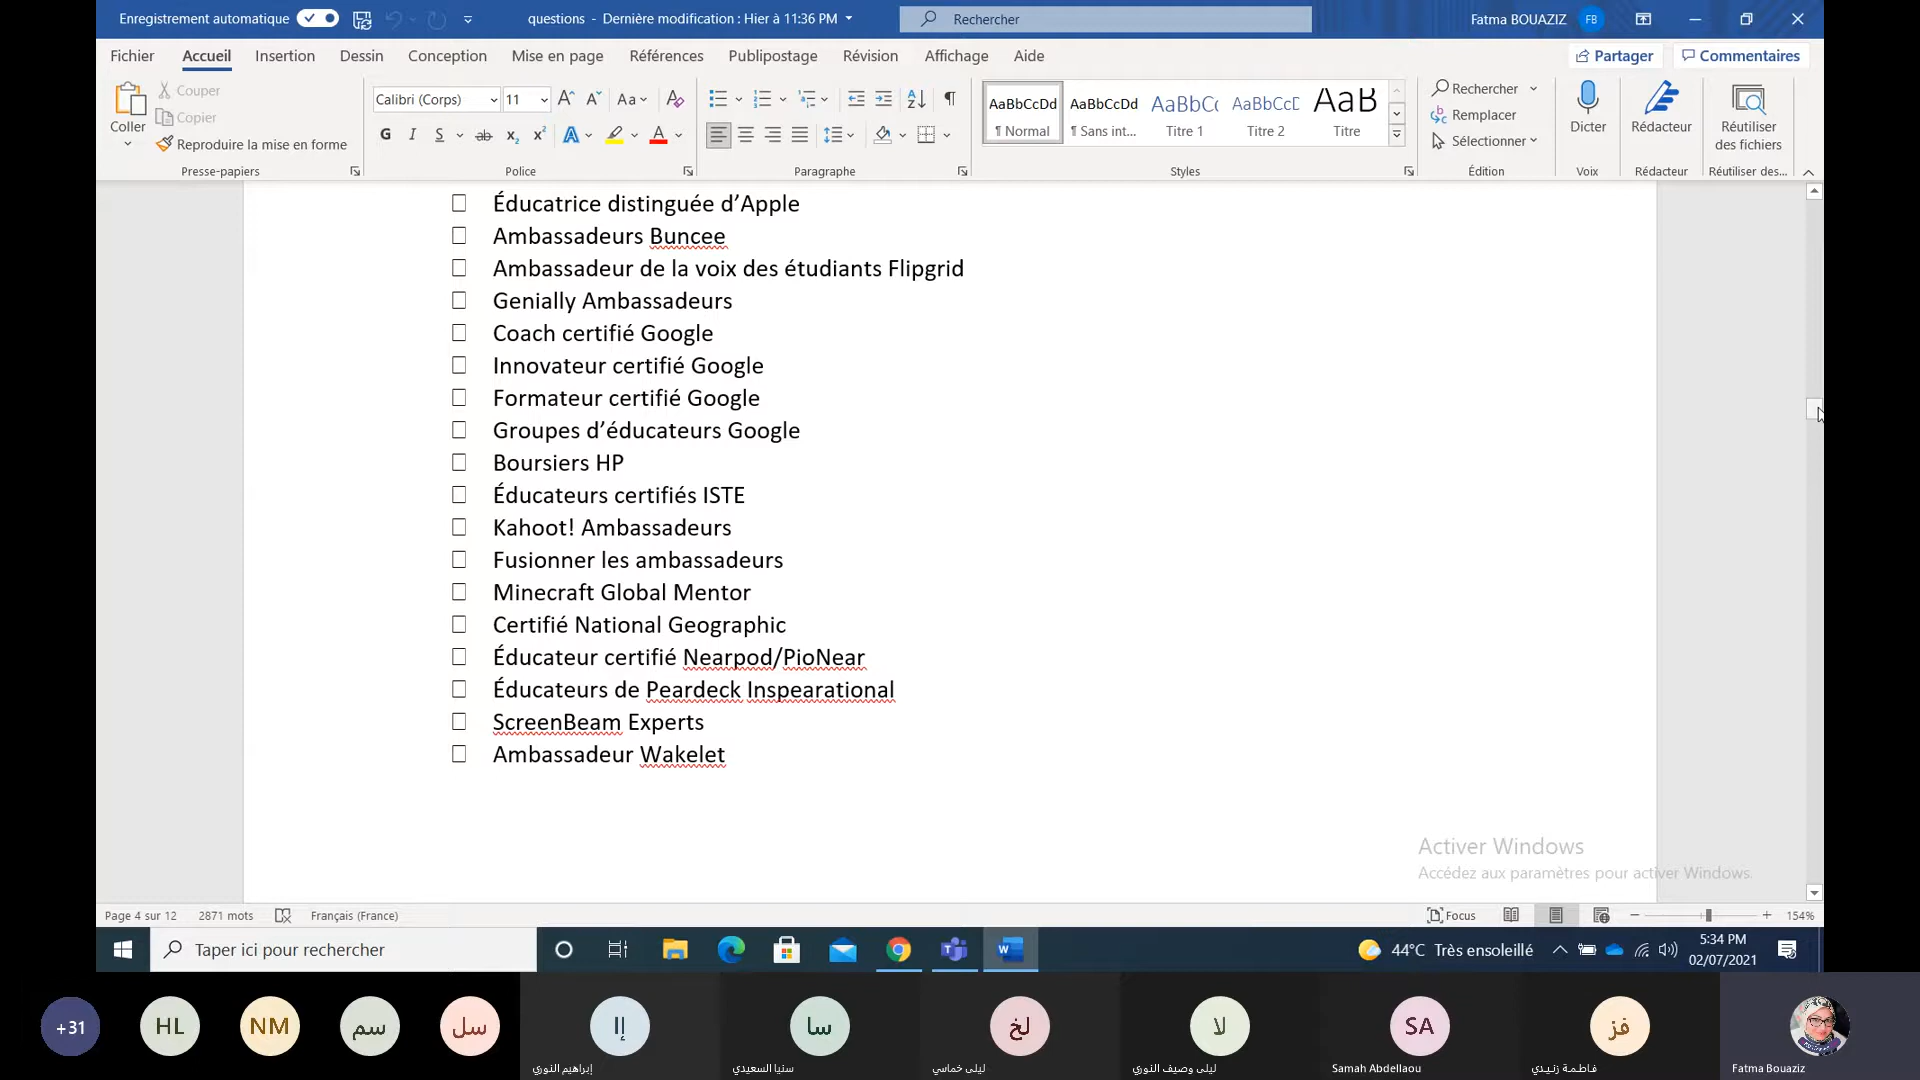 Enregistrement automatique
questions - Dernière modification : Hier à 11:36 PM
Rechercher
Fatma BOUAZIZ FB
Fichier Accueil Insertion Dessin Conception Mise en page Références Publipostage Révision Affichage Aide Partager Commentaires
Coller
Couper
Copier
Reproduire la mise en forme
Presse-papiers
Calibri (Corps) 11
G I S ab x₂ x² A A
Police
Paragraphe
AaBbCcDd AaBbCcDd AaBbC AaBbCcD AaB
¶ Normal ¶ Sans int... Titre 1 Titre 2 Titre
Styles
Rechercher
Remplacer
Sélectionner
Édition
Dicter
Voix
Rédacteur
Rédacteur
Réutiliser des fichiers
Réutiliser des...
Éducatrice distinguée d’Apple
Ambassadeurs Buncee
Ambassadeur de la voix des étudiants Flipgrid
Genially Ambassadeurs
Coach certifié Google
Innovateur certifié Google
Formateur certifié Google
Groupes d’éducateurs Google
Boursiers HP
Éducateurs certifiés ISTE
Kahoot! Ambassadeurs
Fusionner les ambassadeurs
Minecraft Global Mentor
Certifié National Geographic
Éducateur certifié Nearpod/PioNear
Éducateurs de Peardeck Inspearational
ScreenBeam Experts
Ambassadeur Wakelet
Activer Windows
Accédez aux paramètres pour activer Windows.
Page 4 sur 12 2871 mots Français (France) Focus 154%
Taper ici pour rechercher
44°C Très ensoleillé
5:34 PM
02/07/2021
+31 HL NM سم سل إا سا لخ لا SA فز
إبراهيم النوري سنيا السعيدي ليلى خماسي ليلى وصيف النوري Samah Abdellaou فاطمة زنيدي Fatma Bouaziz